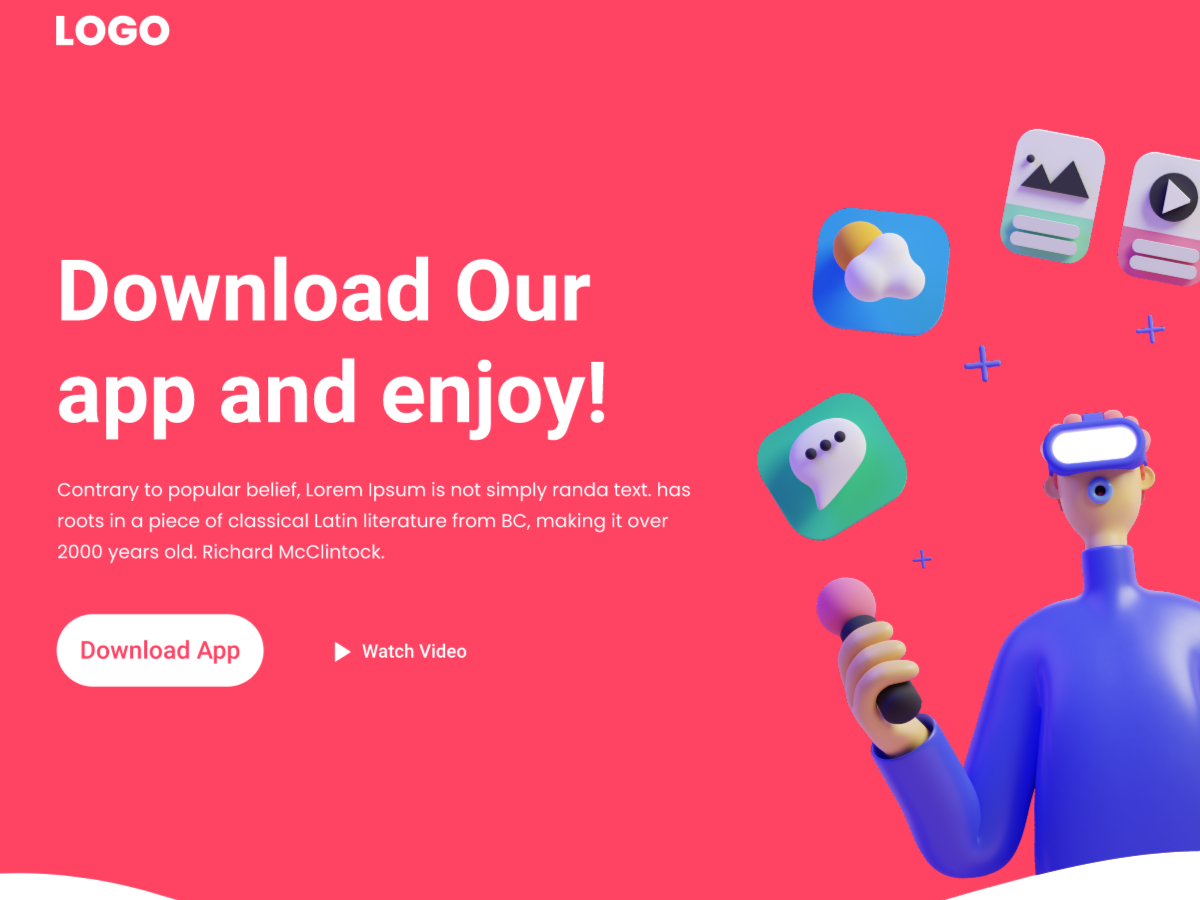 LOGO
Download Our
app and enjoy!
Contrary to popular belief, Lorem Ipsum is not simply randa text. has
roots in a piece of classical Latin literature from BC, making it over
2000 years old. Richard McClintock.
Download App
Watch Video